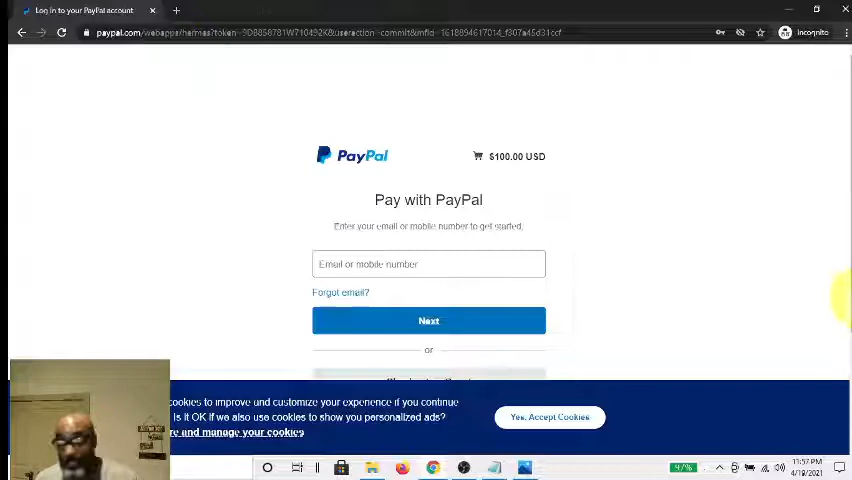 Log in to your PayPal account
Incognito
PayPal
$100.00 USD
Pay with PayPal
Enter your email or mobile number to get started.
Email or mobile number
Forgot email?
Next
or
cookies to improve and customize your experience if you continue
Is it OK if we also use cookies to show you personalized ads?
and manage your cookies
Yes, Accept Cookies
97%
11:57 PM
4/19/2021